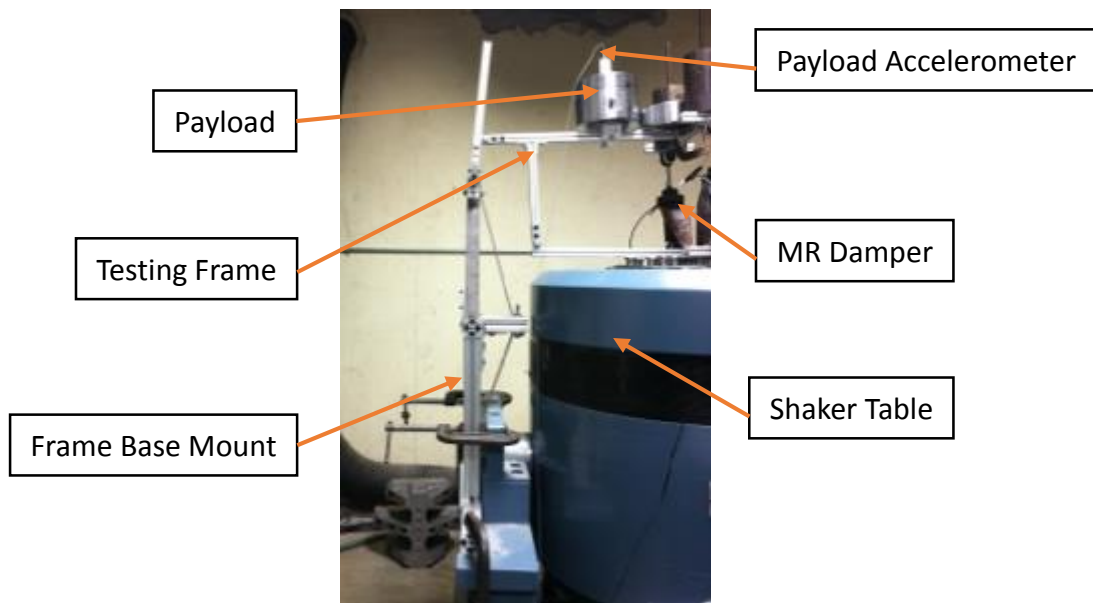 Payload Accelerometer
Payload
Testing Frame
MR Damper
Shaker Table
Frame Base Mount